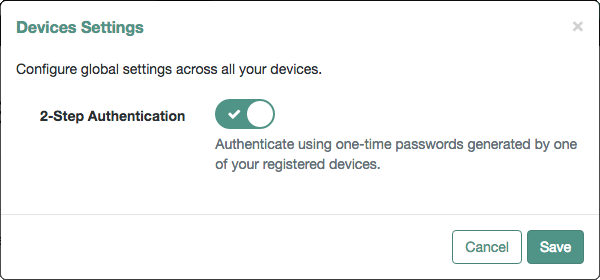 Devices Settings
×
Configure global settings across all your devices.
2-Step Authentication
Authenticate using one-time passwords generated by one
of your registered devices.
Cancel
Save